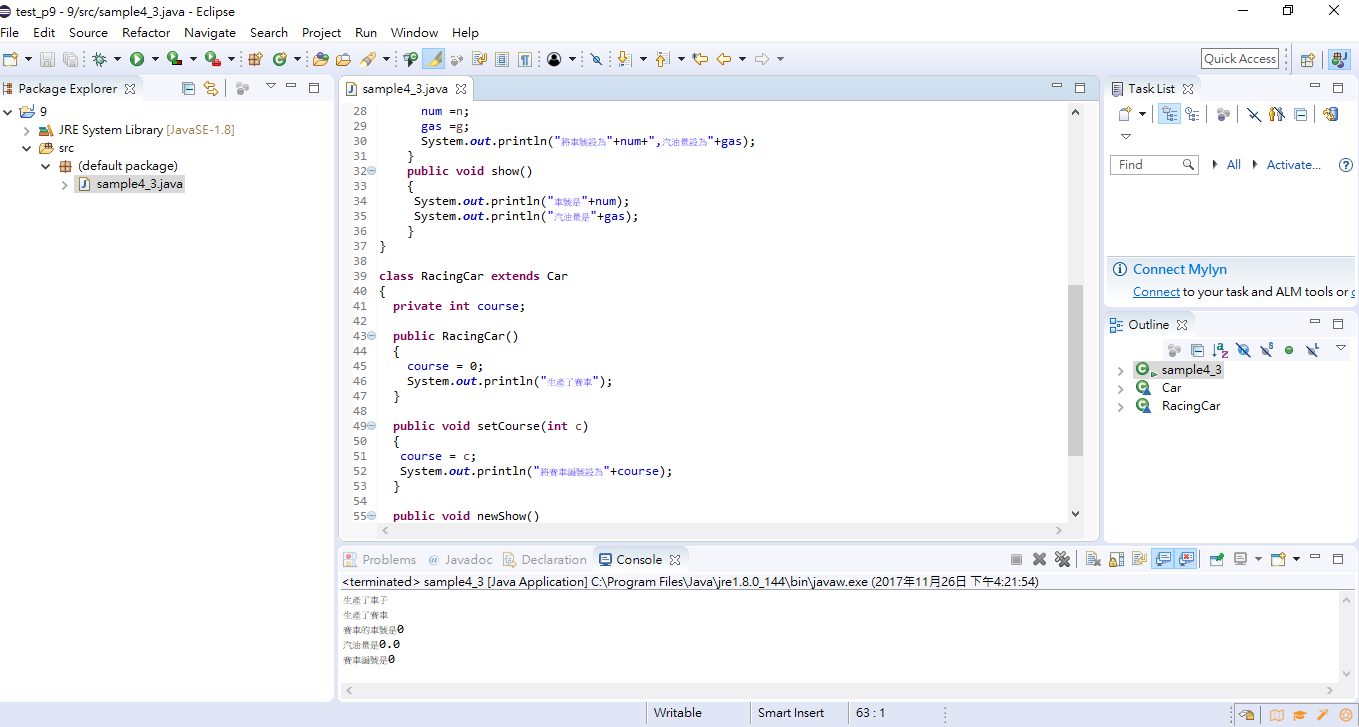 test_p9 - 9/src/sample4_3.java - Eclipse
File Edit Source Refactor Navigate Search Project Run Window Help
Quick Access
Package Explorer
9
JRE System Library [JavaSE-1.8]
src
(default package)
sample4_3.java
sample4_3.java
28 num =n;
29 gas =g;
30 System.out.println("將車號設為"+num+",汽油量設為"+gas);
31 }
32 public void show()
33 {
34 System.out.println("車號是"+num);
35 System.out.println("汽油量是"+gas);
36 }
37 }
38
39 class RacingCar extends Car
40 {
41 private int course;
42
43 public RacingCar()
44 {
45 course = 0;
46 System.out.println("生產了賽車");
47 }
48
49 public void setCourse(int c)
50 {
51 course = c;
52 System.out.println("將賽車編號設為"+course);
53 }
54
55 public void newShow()
Task List
Find All Activate...
Connect Mylyn
Connect to your task and ALM tools or
Outline
sample4_3
Car
RacingCar
Problems @ Javadoc Declaration Console
<terminated> sample4_3 [Java Application] C:\Program Files\Java\jre1.8.0_144\bin\javaw.exe (2017年11月26日 下午4:21:54)
生產了車子
生產了賽車
賽車的車號是0
汽油量是0.0
賽車編號是0
Writable Smart Insert 63 : 1